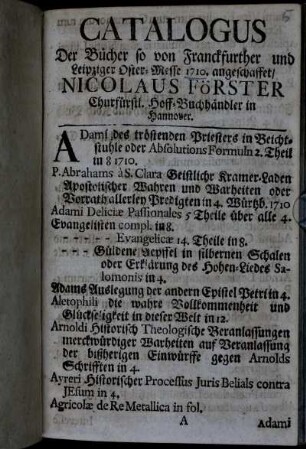 CATALOGUS
Der Bücher so von Franckfurther und
Leipziger Oster-Messe 1710. angeschaffet/
NICOLAUS FöRSTER
Churfürstl. Hoff-Buchhändler in
Hannover.
ADami des tröstenden Priesters in Beicht-
stuhle oder Absolutions Formuln 2. Theil
in 8 1710.
P. Abrahams à S. Clara Geistlicht Kramer-Laden
Apostolischer Wahren und Warheiten oder
Vorrath allerley Predigten in 4. Würtzb. 1710
Adami Deliciæ Passionales 5 Theile über alle 4.
Evangelisten compl. in 8.
- - - - Evangelicæ 14. Theile in 8.
- - - Güldene Aepffel in silbernen Schalen
oder Erklärung des Hohen-Liedes Sa-
lomonis in 4.
Adams Auslegung der andern Epistel Petri in 4.
Aletophili die wahre Vollkommenheit und
Glückseligkeit in dieser Welt in 12.
Arnoldi Historisch Theologische Veranlassungen
merckwürdiger Warheiten auf Veranlassung
der bißherigen Einwürffe gegen Arnolds
Schrifften in 4.
Ayreri Historischer Processus Juris Belials contra
JEsum in 4.
Agricolæ de Re Metallica in fol.
A
Adami